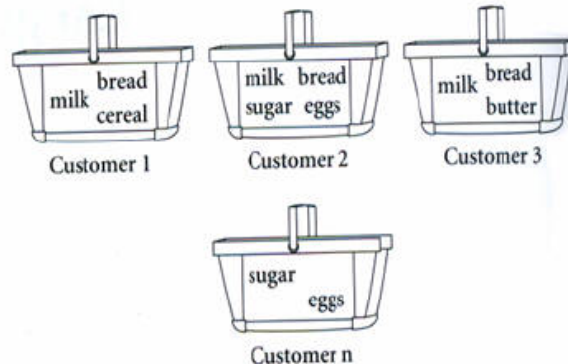 bread
milk
cereal
Customer 1
milk bread
sugar eggs
Customer 2
bread
milk
butter
Customer 3
sugar
eggs
Customer n